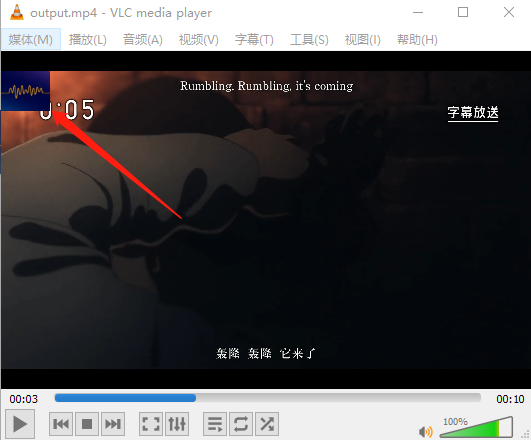 output.mp4 - VLC media player
媒体(M) 播放(L) 音频(A) 视频(V) 字幕(T) 工具(S) 视图(I) 帮助(H)
Rumbling. Rumbling, it's coming
0:05
字幕放送
轰隆 轰隆 它来了
00:03
00:10
100%